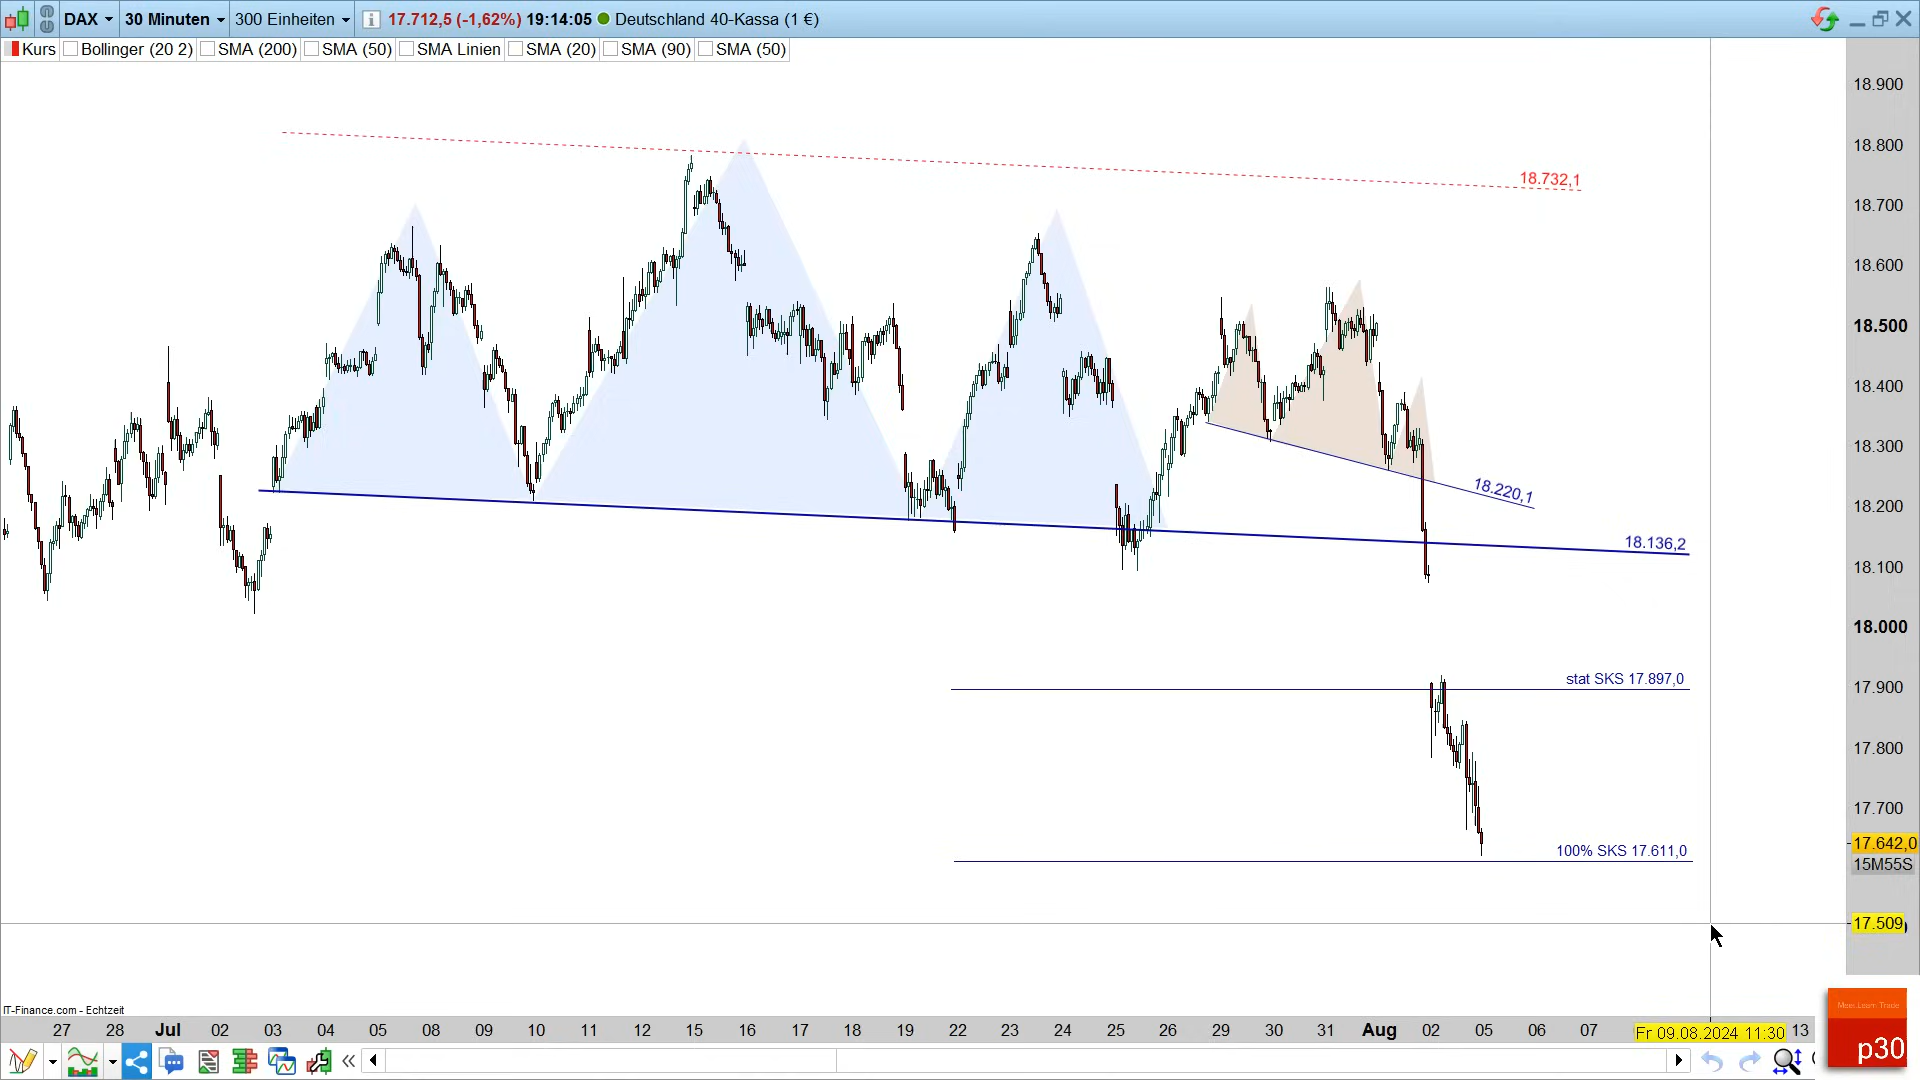 DAX 30 Minuten 300 Einheiten 17.712,5 (-1,62%) 19:14:05 Deutschland 40-Kassa (1 €)
Kurs Bollinger (20 2) SMA (200) SMA (50) SMA Linien SMA (20) SMA (90) SMA (50)
18.900
18.800
18.732,1
18.700
18.600
18.500
18.400
18.300
18.220,1
18.200
18.136,2
18.100
18.000
stat SKS 17.897,0
17.900
17.800
17.700
100% SKS 17.611,0
17.642,0
15M55S
17.509
IT-Finance.com - Echtzeit
Mein Learn Trade
27 28 Jul 02 03 04 05 08 09 10 11 12 15 16 17 18 19 22 23 24 25 26 29 30 31 Aug 02 05 06 07 Fr 09.08.2024 11:30 13
p30